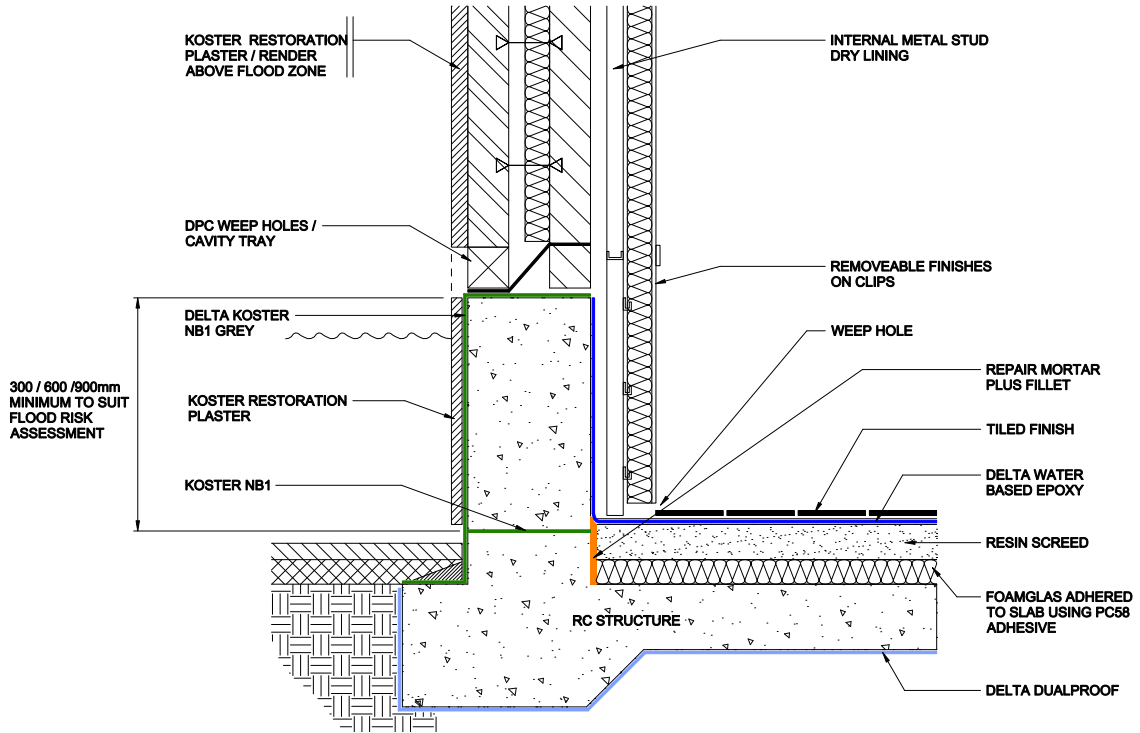 KOSTER RESTORATION
PLASTER / RENDER
ABOVE FLOOD ZONE
INTERNAL METAL STUD
DRY LINING
DPC WEEP HOLES /
CAVITY TRAY
REMOVEABLE FINISHES
ON CLIPS
DELTA KOSTER
NB1 GREY
WEEP HOLE
300 / 600 /900mm
MINIMUM TO SUIT
FLOOD RISK
ASSESSMENT
REPAIR MORTAR
PLUS FILLET
KOSTER RESTORATION
PLASTER
TILED FINISH
KOSTER NB1
DELTA WATER
BASED EPOXY
RESIN SCREED
FOAMGLAS ADHERED
TO SLAB USING PC58
ADHESIVE
RC STRUCTURE
DELTA DUALPROOF